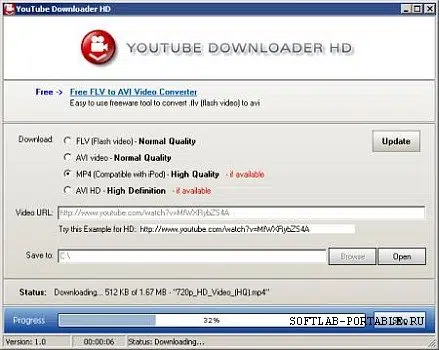 YouTube Downloader HD
YOUTUBE DOWNLOADER HD
Free -> Free FLV to AVI Video Converter
Easy to use freeware tool to convert .flv (flash video) to avi
Download: FLV (Flash video) - Normal Quality
Update
AVI video - Normal Quality
MP4 (Compatible with iPod) - High Quality - if available
AVI HD - High Definition - if available
Video URL: http://www.youtube.com/watch?v=MfWXRybZS4A
Try this Example for HD: http://www.youtube.com/watch?v=MfWXRybZS4A
Save to: C:\ Browse Open
Status: Downloading... 512 KB of 1.67 MB - "720p_HD_Video_(HQ).mp4"
Progress 32% SOFTLAB-PORTABLE.RU
Version: 1.0 00:00:06 Status: Downloading...